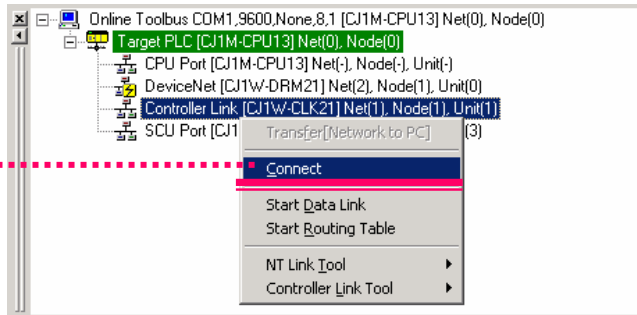 Online Toolbus COM1,9600,None,8,1 [CJ1M-CPU13] Net(0), Node(0)
Target PLC [CJ1M-CPU13] Net(0), Node(0)
CPU Port [CJ1M-CPU13] Net(-), Node(-), Unit(-)
DeviceNet [CJ1W-DRM21] Net(2), Node(1), Unit(0)
Controller Link [CJ1W-CLK21] Net(1), Node(1), Unit(1)
SCU Port [CJ1 (3)
Transfer[Network to PC]
Connect
Start Data Link
Start Routing Table
NT Link Tool
Controller Link Tool